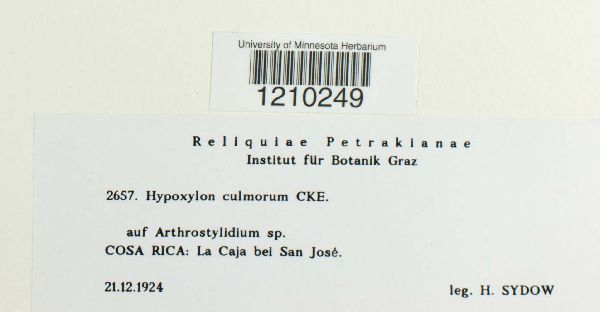 University of Minnesota Herbarium
1210249
Reliquiae Petrakianae
Institut für Botanik Graz
2657. Hypoxylon culmorum CKE.
auf Arthrostylidium sp.
COSA RICA: La Caja bei San José.
21.12.1924
leg. H. SYDOW